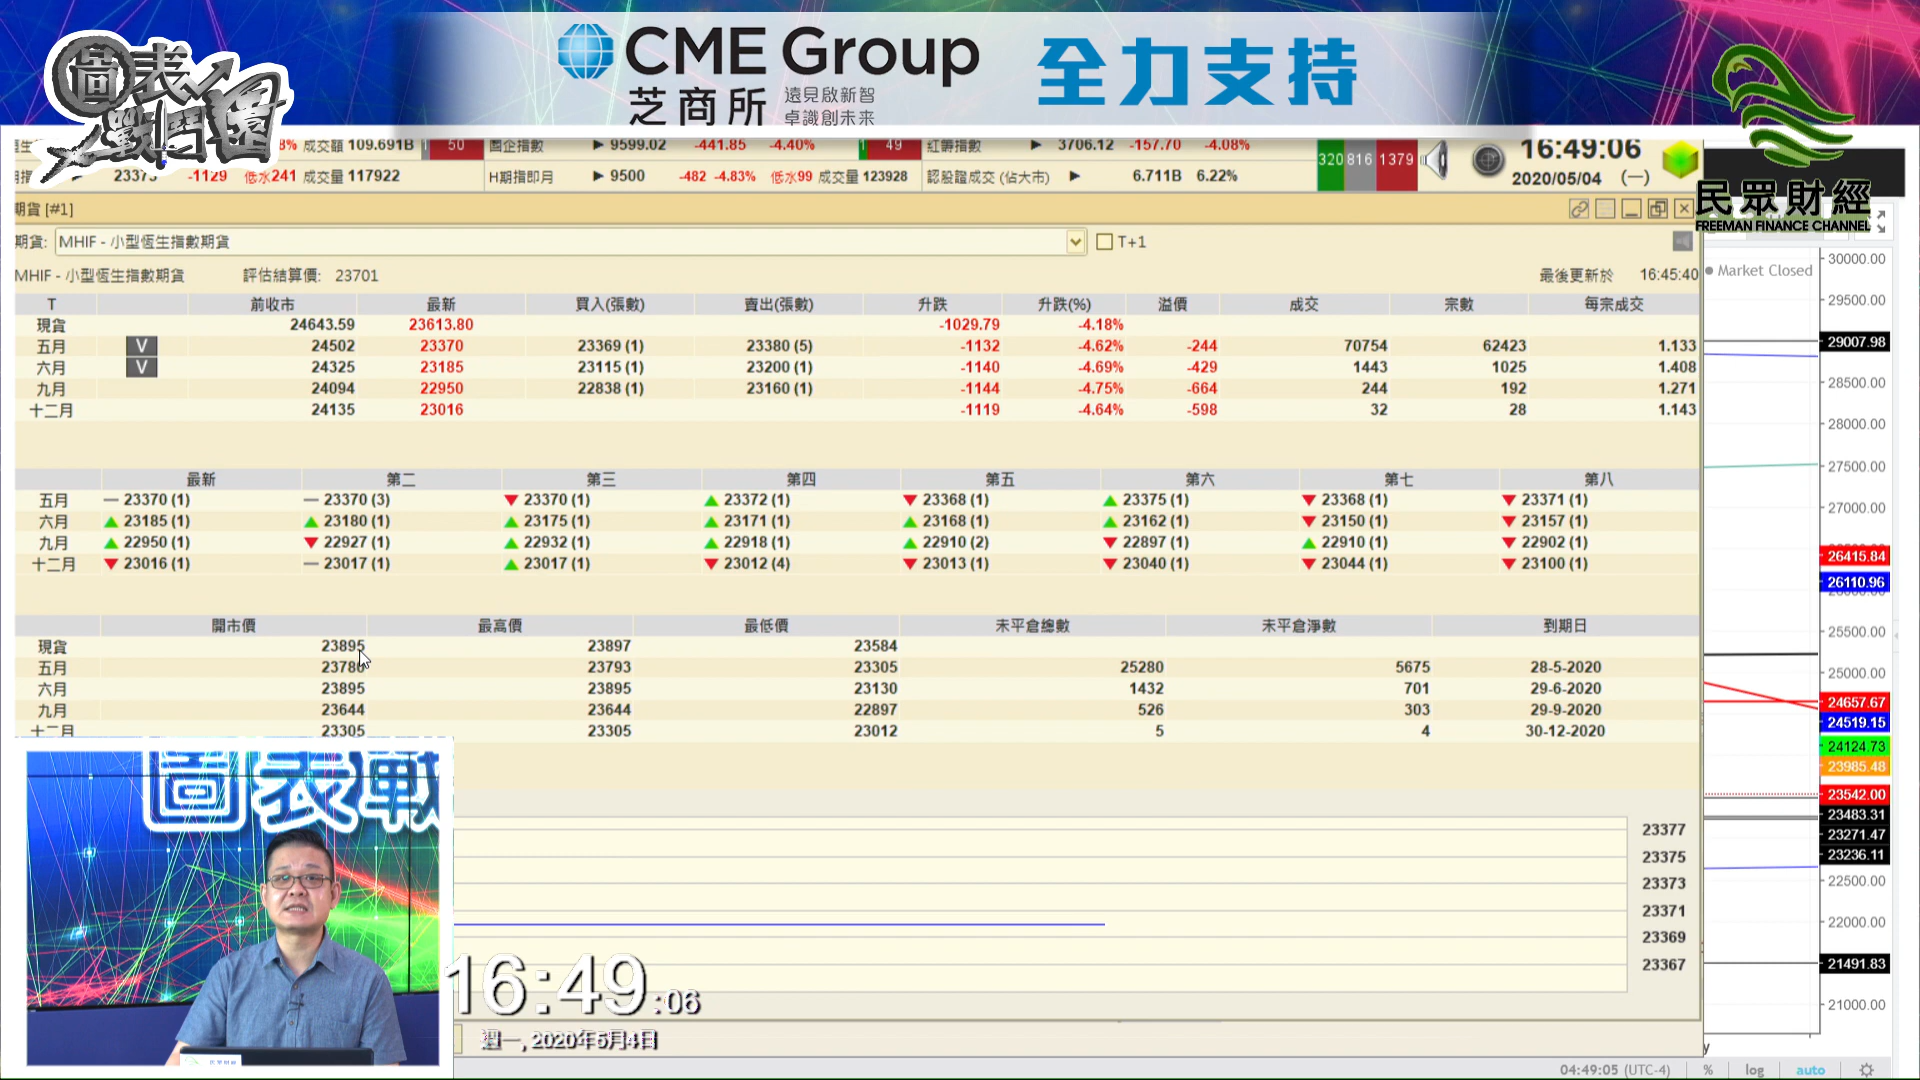 圖表戰鬥團
CME Group
芝商所
遠見啟新智
卓識創未來
全力支持
民眾財經
FREEMAN FINANCE CHANNEL
8% 成交額 109.691B 50 國企指數 ▶ 9599.02 -441.85 -4.40% 1 49 紅籌指數 ▶ 3706.12 -157.70 -4.08%
-1129 低水241 成交量 117922 H期指即月 ▶ 9500 -482 -4.83% 低水99 成交量 123928 認股證成交 (佔大市) ▶ 6.711B 6.22%
320 816 1379
16:49:06
2020/05/04 (一)
期貨 [#1]
期貨: MHIF - 小型恆生指數期貨 T+1
MHIF - 小型恆生指數期貨 評估結算價: 23701 最後更新於 16:45:40
T 前收市 最新 買入(張數) 賣出(張數) 升跌 升跌(%) 溢價 成交 宗數 每宗成交
現貨 24643.59 23613.80 -1029.79 -4.18%
五月 V 24502 23370 23369 (1) 23380 (5) -1132 -4.62% -244 70754 62423 1.133
六月 V 24325 23185 23115 (1) 23200 (1) -1140 -4.69% -429 1443 1025 1.408
九月 24094 22950 22838 (1) 23160 (1) -1144 -4.75% -664 244 192 1.271
十二月 24135 23016 -1119 -4.64% -598 32 28 1.143
最新 第二 第三 第四 第五 第六 第七 第八
五月 — 23370 (1) — 23370 (3) ▼ 23370 (1) ▲ 23372 (1) ▼ 23368 (1) ▲ 23375 (1) ▼ 23368 (1) ▼ 23371 (1)
六月 ▲ 23185 (1) ▲ 23180 (1) ▲ 23175 (1) ▲ 23171 (1) ▲ 23168 (1) ▲ 23162 (1) ▼ 23150 (1) ▼ 23157 (1)
九月 ▲ 22950 (1) ▼ 22927 (1) ▲ 22932 (1) ▲ 22918 (1) ▲ 22910 (2) ▼ 22897 (1) ▲ 22910 (1) ▼ 22902 (1)
十二月 ▼ 23016 (1) — 23017 (1) ▲ 23017 (1) ▼ 23012 (4) ▼ 23013 (1) ▼ 23040 (1) ▼ 23044 (1) ▼ 23100 (1)
開市價 最高價 最低價 未平倉總數 未平倉淨數 到期日
現貨 23895 23897 23584
五月 23793 23305 25280 5675 28-5-2020
六月 23895 23895 23130 1432 701 29-6-2020
九月 23644 23644 22897 526 303 29-9-2020
十二月 23305 23305 23012 5 4 30-12-2020
23377
23375
23373
23371
23369
23367
圖表戰
16:49:06
週一, 2020年5月4日
Market Closed
30000.00
29500.00
29007.98
28500.00
28000.00
27500.00
27000.00
26415.84
26110.96
25500.00
25000.00
24657.67
24519.15
24124.73
23985.48
23542.00
23483.31
23271.47
23236.11
22500.00
22000.00
21491.83
21000.00
04:49:05 (UTC-4) % log auto